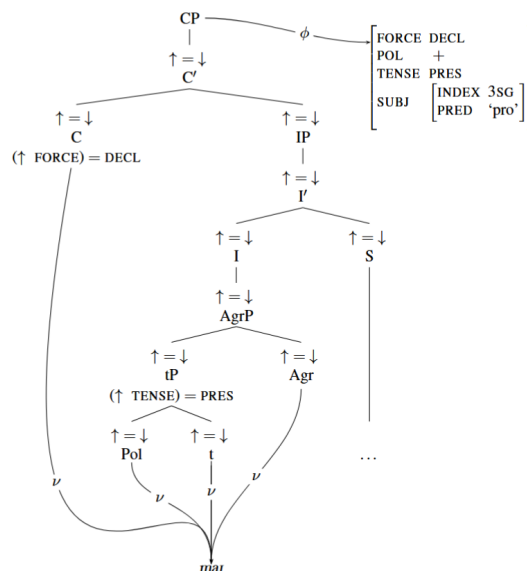 CP
ϕ
FORCE DECL
POL +
TENSE PRES
SUBJ [INDEX 3SG
PRED ‘pro’]
↑=↓
C′
↑=↓ ↑=↓
C IP
(↑ FORCE) = DECL
↑=↓
I′
↑=↓ ↑=↓
I S
↑=↓
AgrP
↑=↓ ↑=↓
tP Agr
(↑ TENSE) = PRES
↑=↓ ↑=↓
Pol t
...
ν ν ν ν